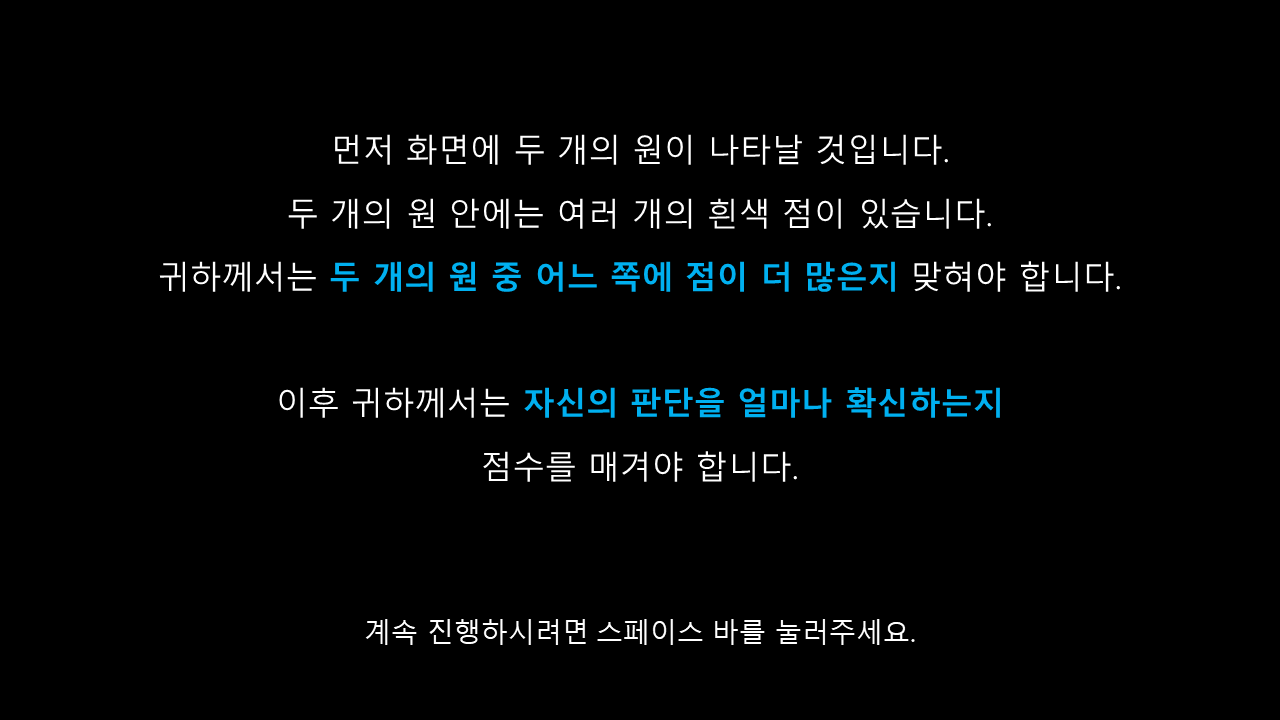 먼저 화면에 두 개의 원이 나타날 것입니다.
두 개의 원 안에는 여러 개의 흰색 점이 있습니다.
귀하께서는 두 개의 원 중 어느 쪽에 점이 더 많은지 맞혀야 합니다.
이후 귀하께서는 자신의 판단을 얼마나 확신하는지
점수를 매겨야 합니다.
계속 진행하시려면 스페이스 바를 눌러주세요.